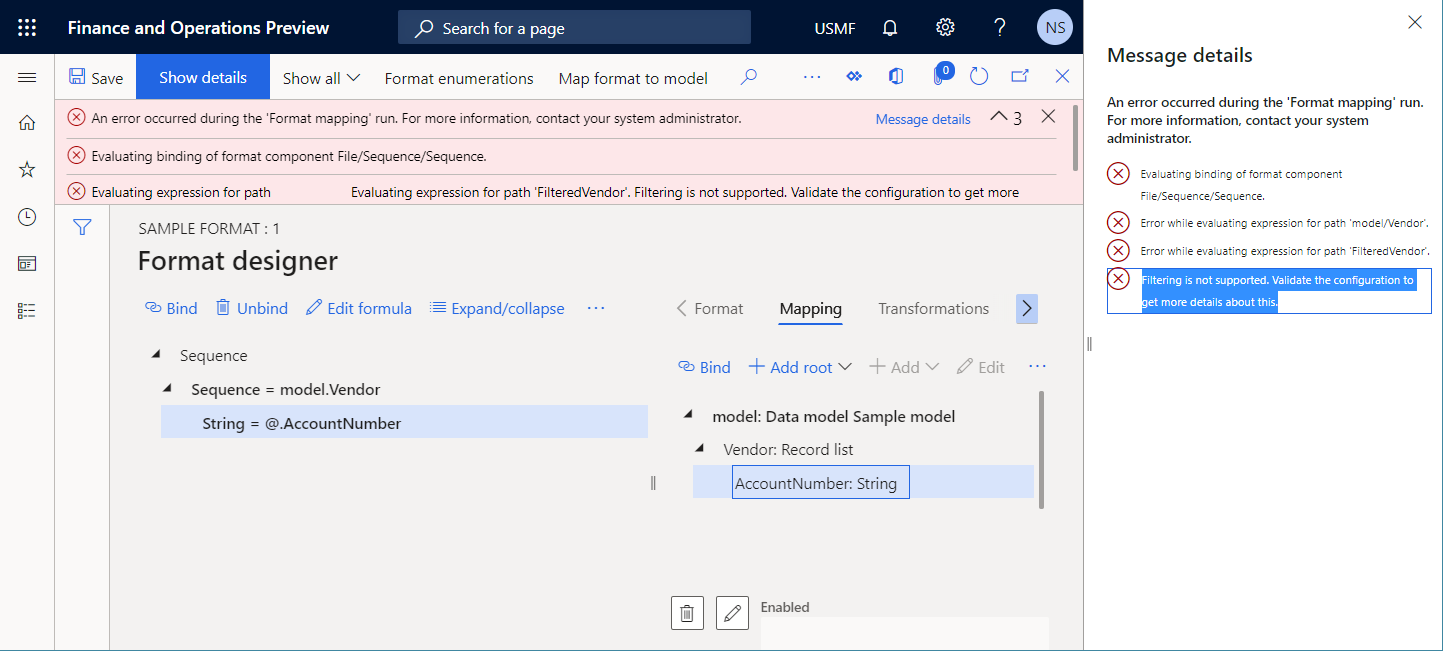 Finance and Operations Preview
Search for a page
USMF
NS
Save
Show details
Show all
Format enumerations
Map format to model
0
An error occurred during the 'Format mapping' run. For more information, contact your system administrator.
Message details
3
Evaluating binding of format component File/Sequence/Sequence.
Evaluating expression for path
Evaluating expression for path 'FilteredVendor'. Filtering is not supported. Validate the configuration to get more
SAMPLE FORMAT : 1
Format designer
Bind
Unbind
Edit formula
Expand/collapse
Format
Mapping
Transformations
Sequence
Sequence = model.Vendor
String = @.AccountNumber
Bind
Add root
Add
Edit
model: Data model Sample model
Vendor: Record list
AccountNumber: String
Enabled
Message details
An error occurred during the 'Format mapping' run.
For more information, contact your system
administrator.
Evaluating binding of format component
File/Sequence/Sequence.
Error while evaluating expression for path 'model/Vendor'.
Error while evaluating expression for path 'FilteredVendor'.
Filtering is not supported. Validate the configuration to
get more details about this.